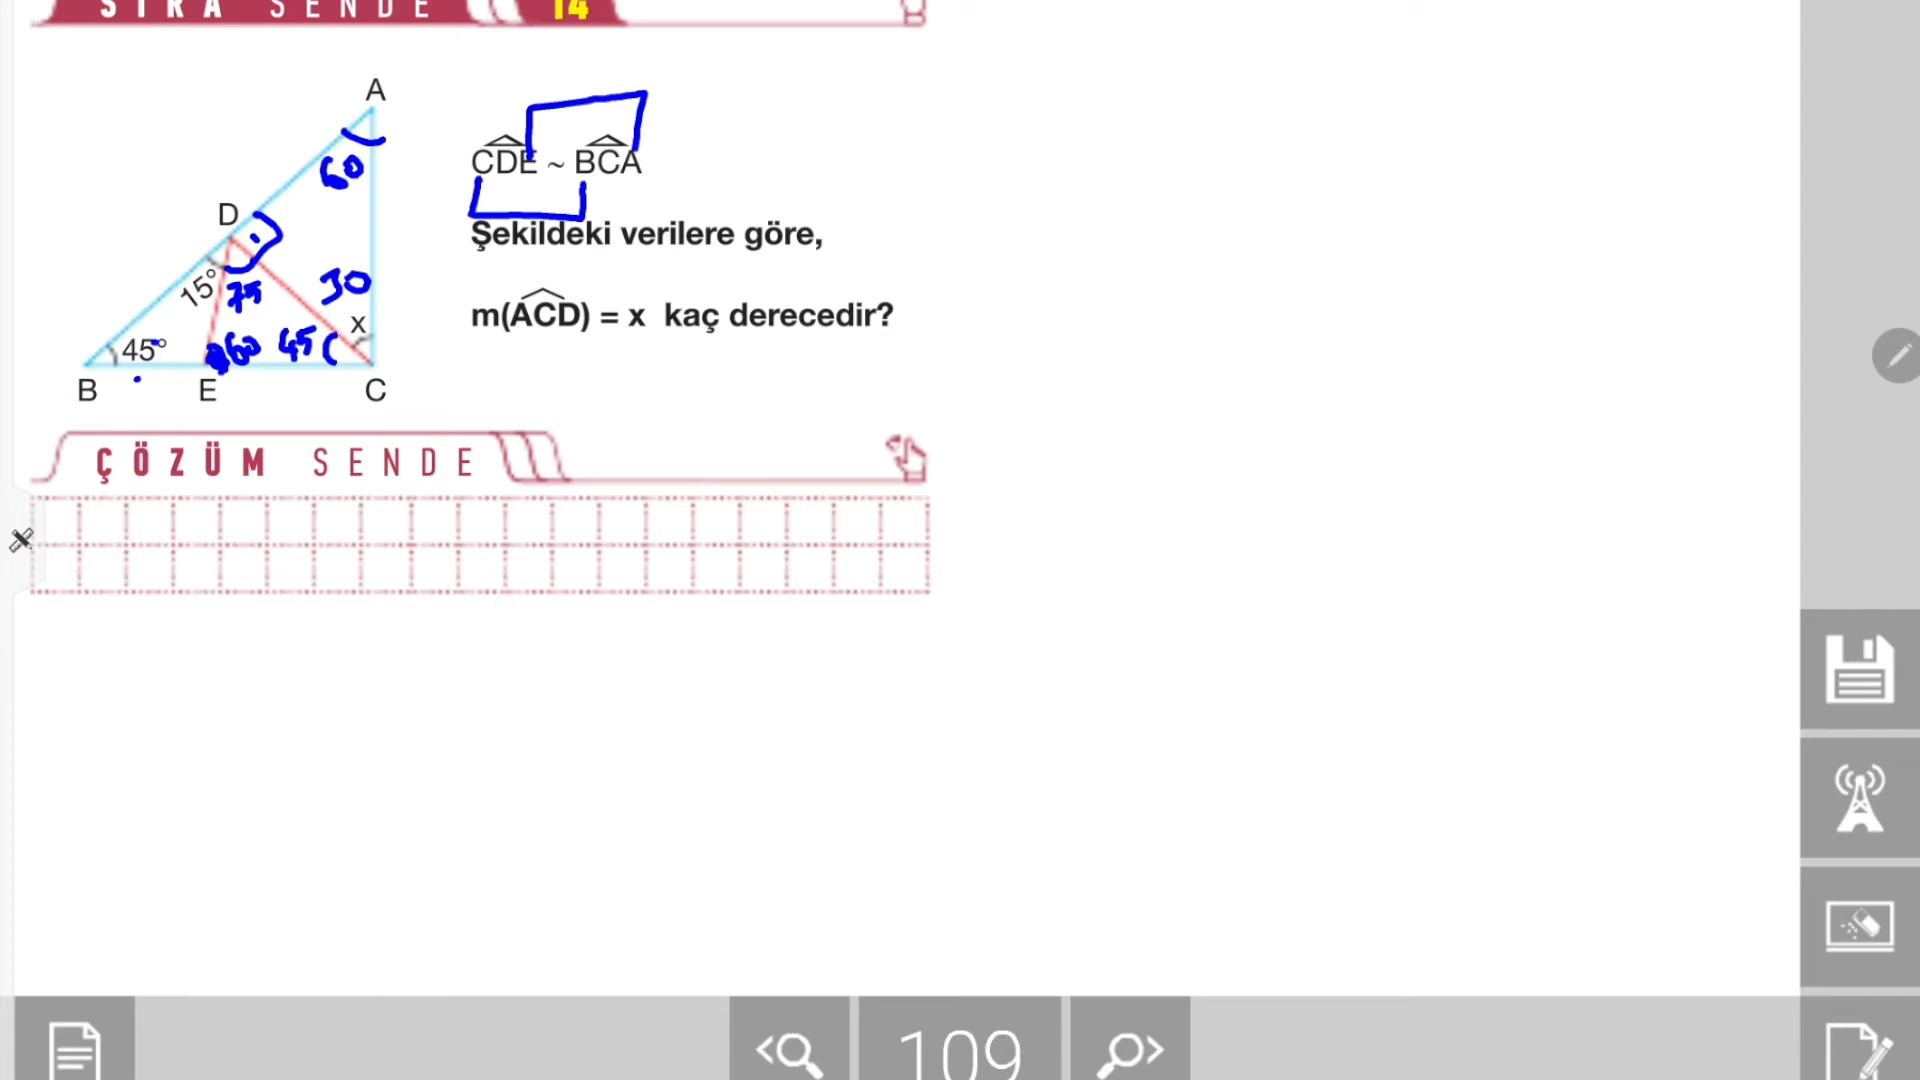 SIRA SENDE 14
A
60
CDE ~ BCA
D
Şekildeki verilere göre,
15°
75
30
m(ACD) = x kaç derecedir?
x
45°
60
45
B
E
C
ÇÖZÜM SENDE
109